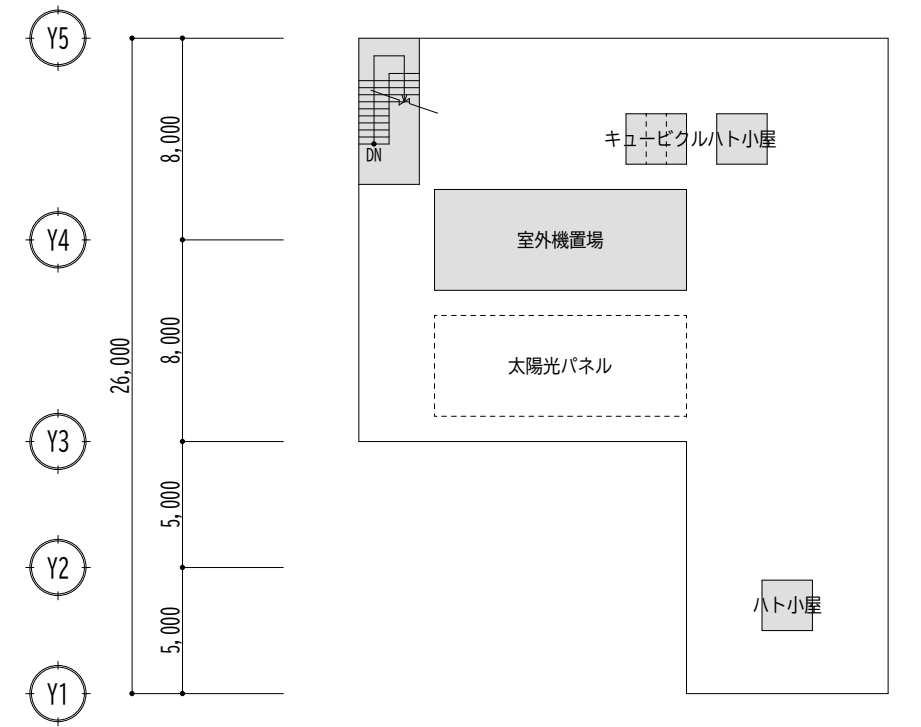 Y5
8,000
キュービクル
ハト小屋
DN
Y4
室外機置場
8,000
26,000
太陽光パネル
Y3
5,000
Y2
ハト小屋
5,000
Y1